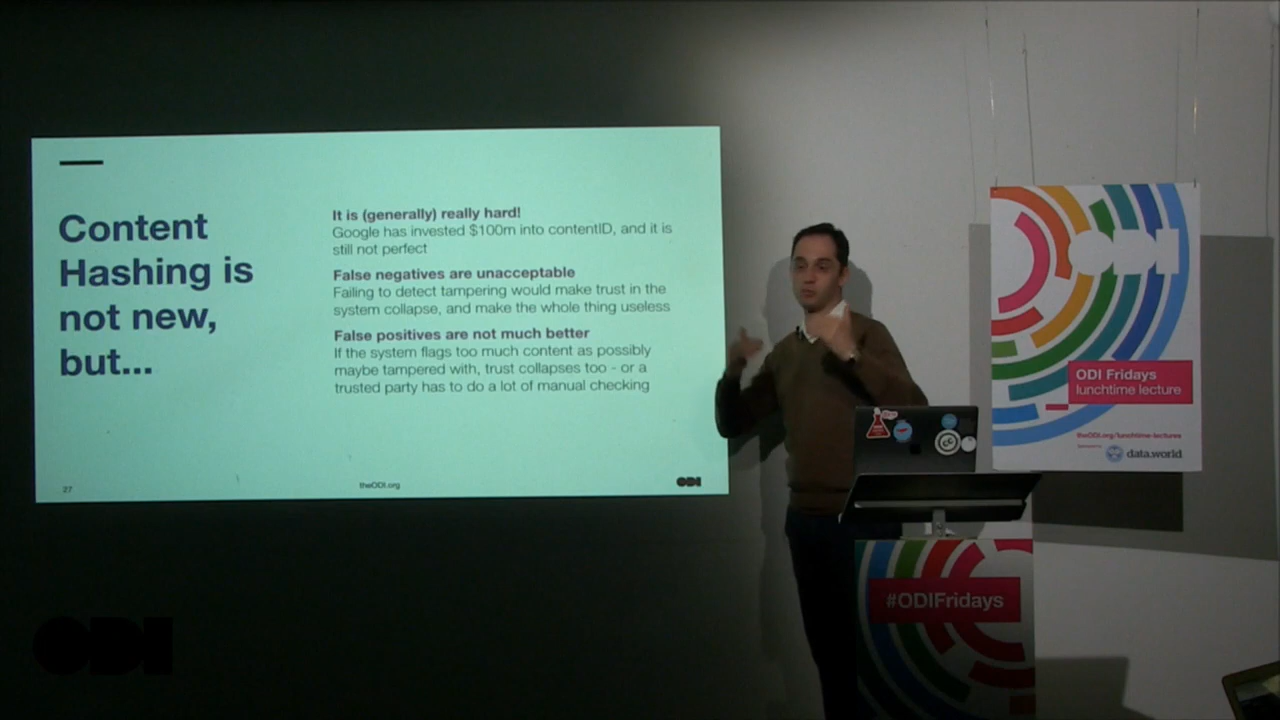 Content
Hashing is
not new,
but...
It is (generally) really hard!
Google has invested $100m into contentID, and it is
still not perfect
False negatives are unacceptable
Failing to detect tampering would make trust in the
system collapse, and make the whole thing useless
False positives are not much better
If the system flags too much content as possibly
maybe tampered with, trust collapses too - or a
trusted party has to do a lot of manual checking
27
theODI.org
ODI
ODI Fridays
lunchtime lecture
theODI.org/lunchtime-lectures
data.world
cc
#ODIFridays
ODI